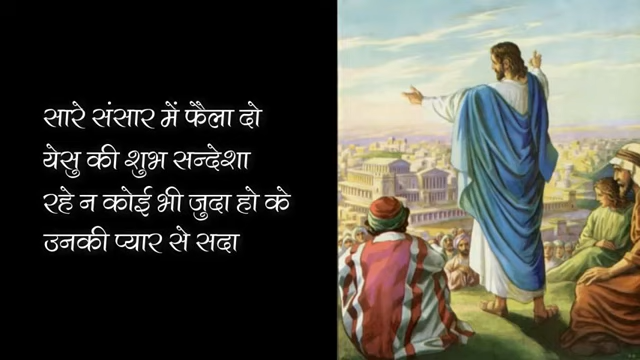 सारे संसार में फैला दो
येसु की शुभ सन्देशा
रहे न कोई भी जुदा हो के
उनकी प्यार से सदा